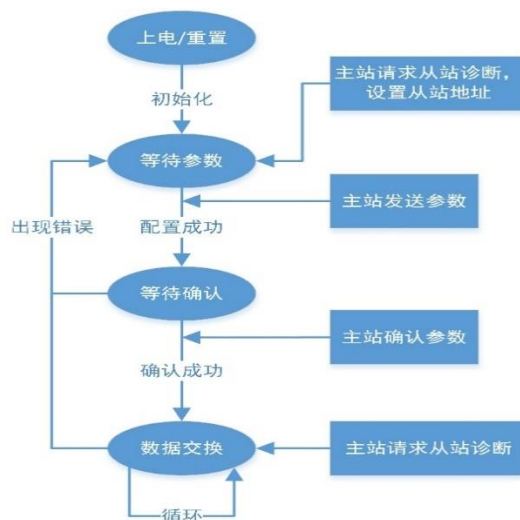 上电/重置
主站请求从站诊断,
设置从站地址
初始化
等待参数
主站发送参数
出现错误
配置成功
等待确认
主站确认参数
确认成功
数据交换
主站请求从站诊断
循环